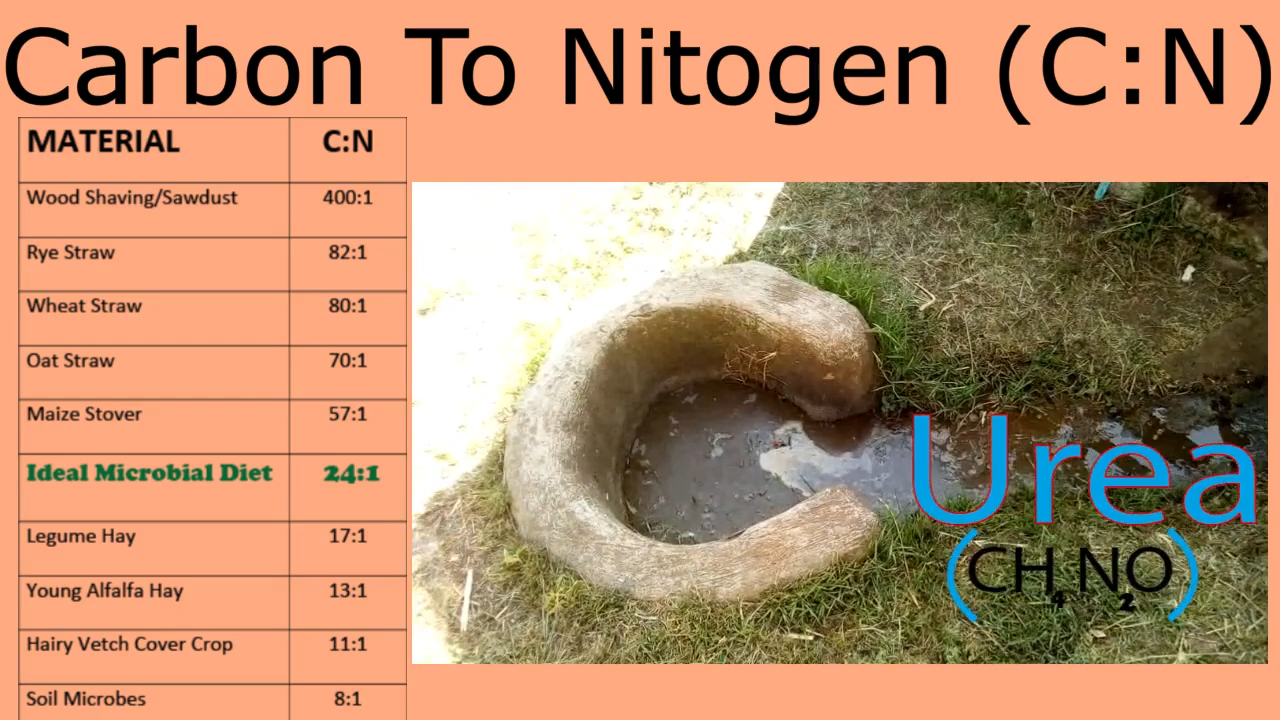 Carbon To Nitogen (C:N)
MATERIAL C:N
Wood Shaving/Sawdust 400:1
Rye Straw 82:1
Wheat Straw 80:1
Oat Straw 70:1
Maize Stover 57:1
Ideal Microbial Diet 24:1
Legume Hay 17:1
Young Alfalfa Hay 13:1
Hairy Vetch Cover Crop 11:1
Soil Microbes 8:1
Urea
(CH₄N₂O)